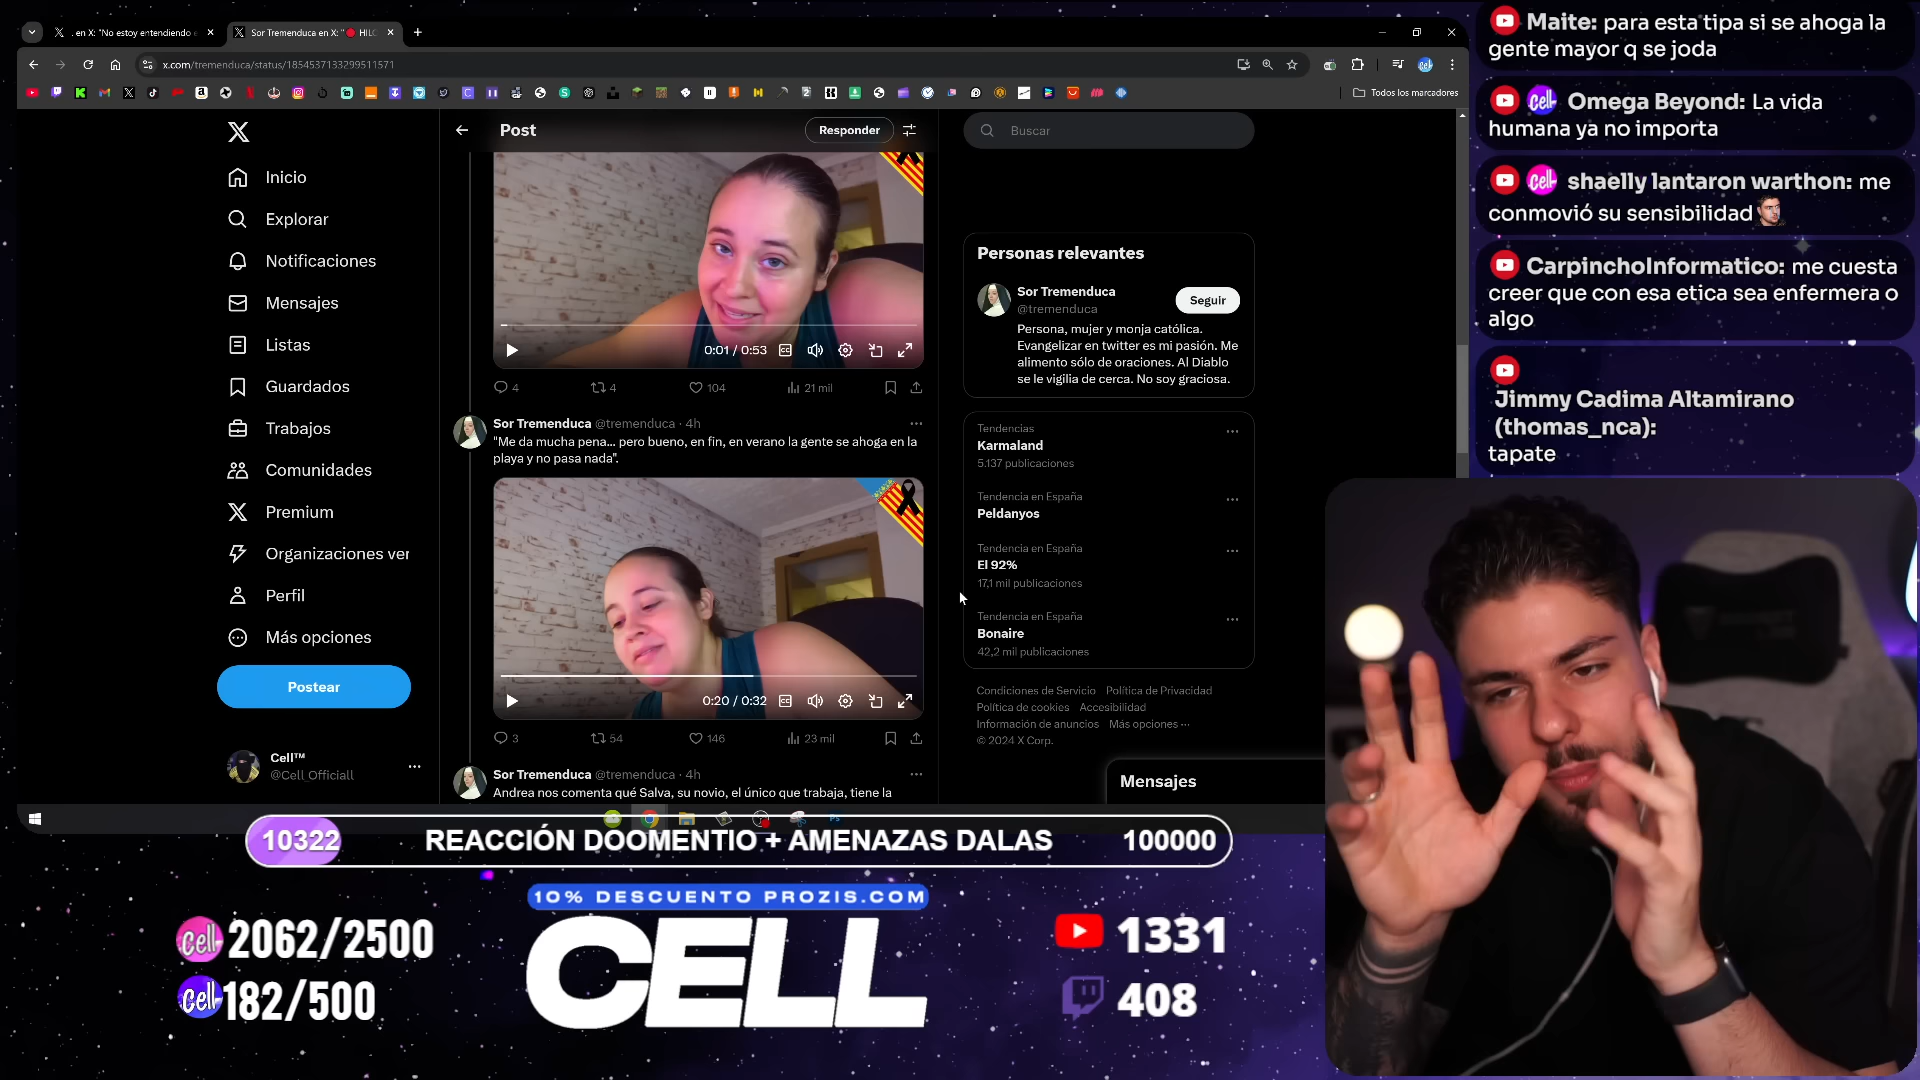 . en X: "No estoy entendiendo e
Sor Tremenduca en X: "🔴 HILO
x.com/tremenduca/status/1854537133299511571
Todos los marcadores
Inicio
Explorar
Notificaciones
Mensajes
Listas
Guardados
Trabajos
Comunidades
Premium
Organizaciones ver
Perfil
Más opciones
Postear
Cell™
@Cell_Officiall
Post
Responder
0:01 / 0:53
4
4
104
21 mil
Sor Tremenduca @tremenduca · 4h
"Me da mucha pena... pero bueno, en fin, en verano la gente se ahoga en la
playa y no pasa nada".
0:20 / 0:32
3
54
146
23 mil
Sor Tremenduca @tremenduca · 4h
Andrea nos comenta qué Salva, su novio, el único que trabaja, tiene la
Buscar
Personas relevantes
Sor Tremenduca
@tremenduca
Seguir
Persona, mujer y monja católica.
Evangelizar en twitter es mi pasión. Me
alimento sólo de oraciones. Al Diablo
se le vigilia de cerca. No soy graciosa.
Tendencias
Karmaland
5.137 publicaciones
Tendencia en España
Peldanyos
Tendencia en España
El 92%
17,1 mil publicaciones
Tendencia en España
Bonaire
42,2 mil publicaciones
Condiciones de Servicio Política de Privacidad
Política de cookies Accesibilidad
Información de anuncios Más opciones ···
© 2024 X Corp.
Mensajes
Maite: para esta tipa si se ahoga la
gente mayor q se joda
Cell Omega Beyond: La vida
humana ya no importa
Cell shaelly lantaron warthon: me
conmovió su sensibilidad
CarpinchoInformatico: me cuesta
creer que con esa etica sea enfermera o
algo
Jimmy Cadima Altamirano
(thomas_nca):
tapate
10322 REACCIÓN DOOMENTIO + AMENAZAS DALAS 100000
10% DESCUENTO PROZIS.COM
CELL
cell 2062/2500
cell 182/500
1331
408